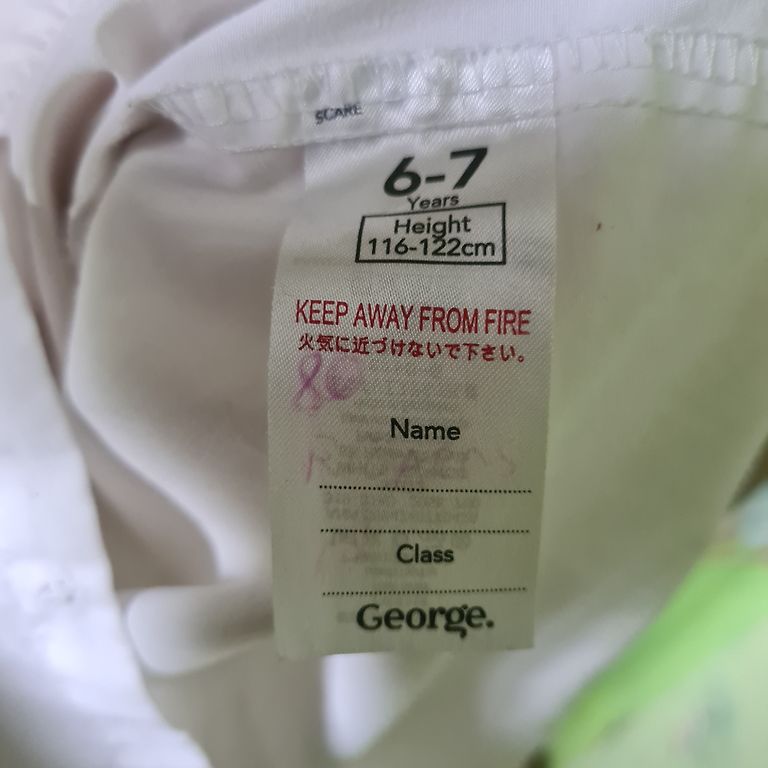 SCARE
6-7
Years
Height
116-122cm
KEEP AWAY FROM FIRE
火気に近づけないで下さい。
Name
Class
George.